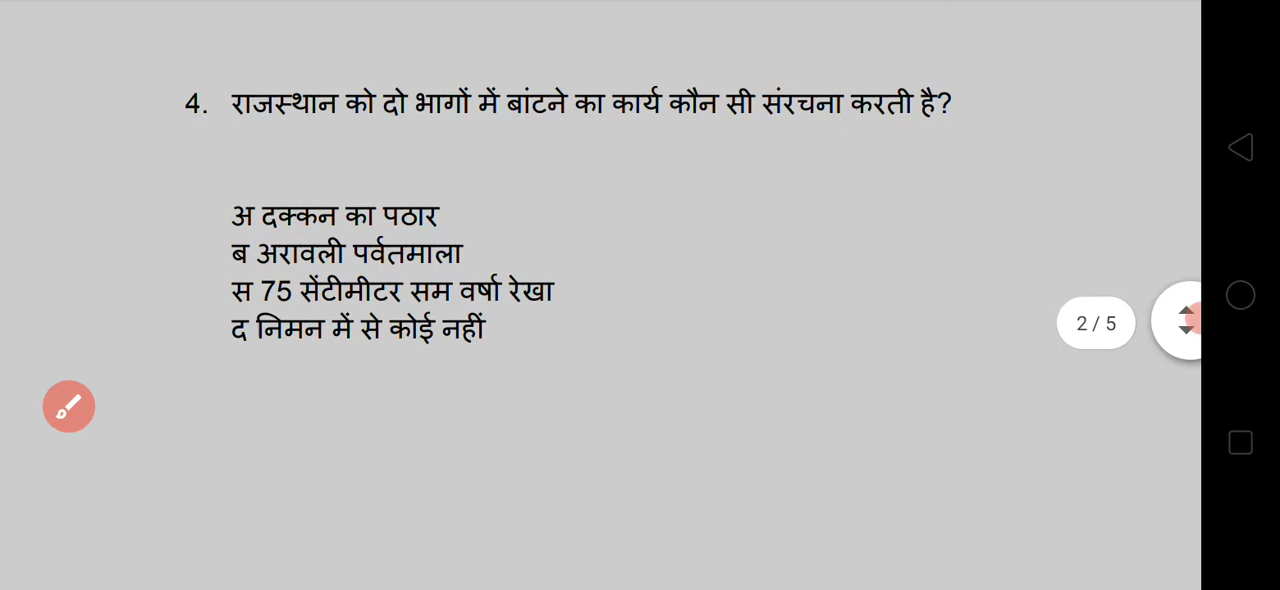 4. राजस्थान को दो भागों में बांटने का कार्य कौन सी संरचना करती है?
अ दक्कन का पठार
ब अरावली पर्वतमाला
स 75 सेंटीमीटर सम वर्षा रेखा
द निमन में से कोई नहीं
2 / 5